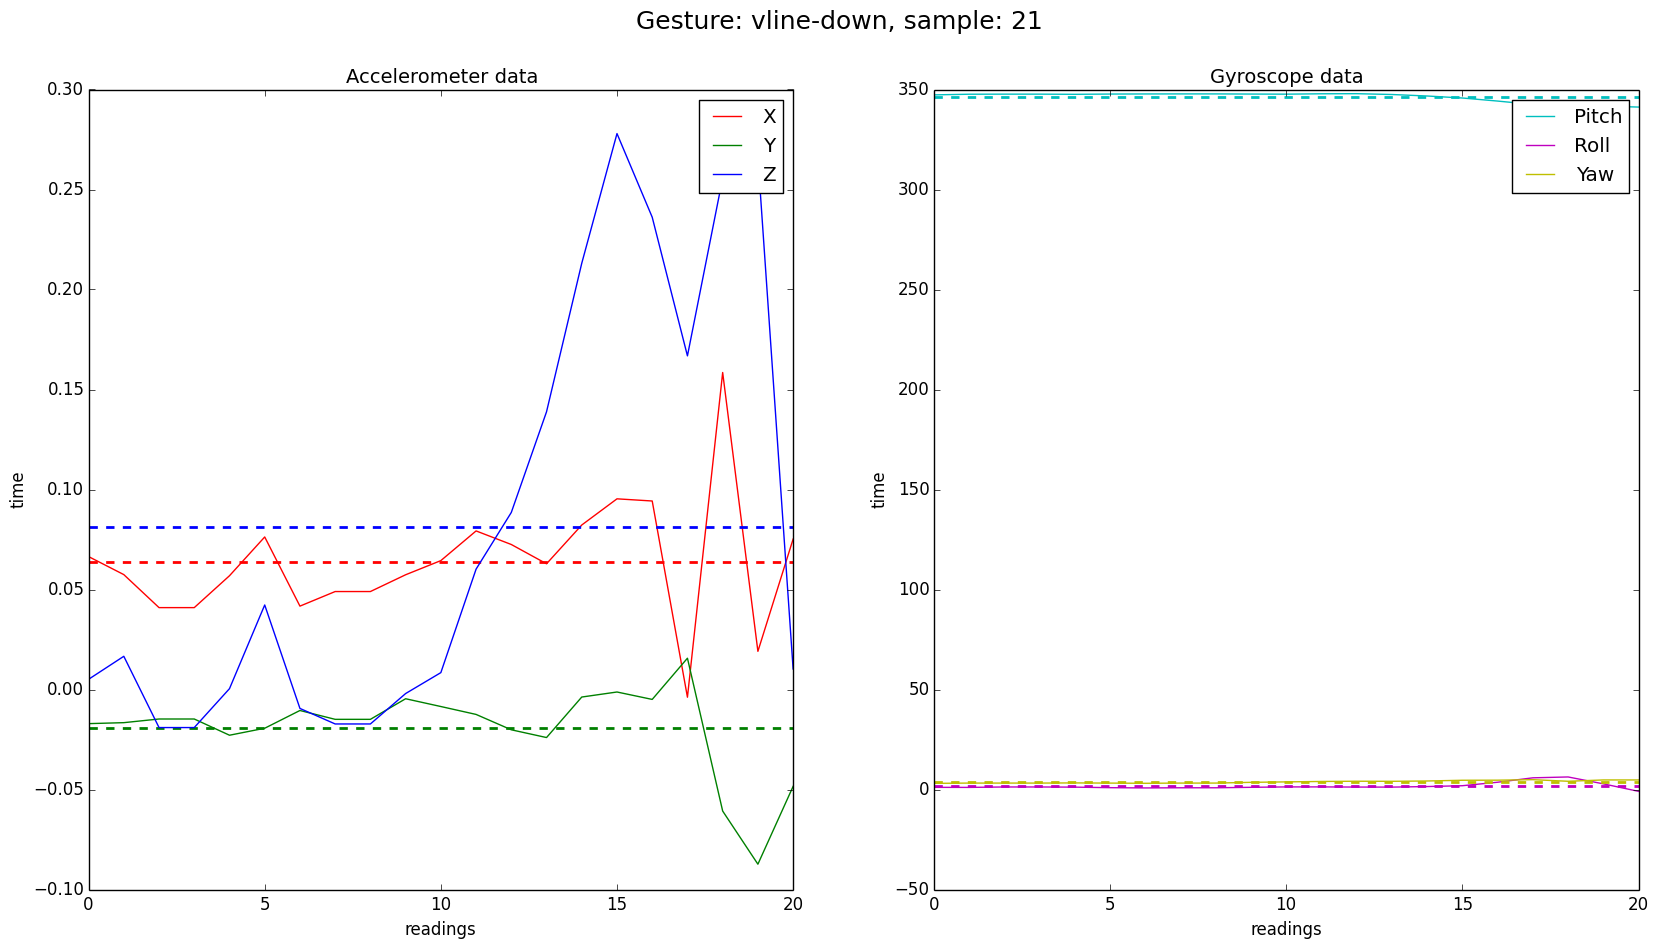 Gesture: vline-down, sample: 21
Accelerometer data
0.30
0.25
0.20
0.15
0.10
0.05
0.00
−0.05
−0.10
time
0
5
10
15
20
readings
X
Y
Z
Gyroscope data
350
300
250
200
150
100
50
0
−50
time
0
5
10
15
20
readings
Pitch
Roll
Yaw